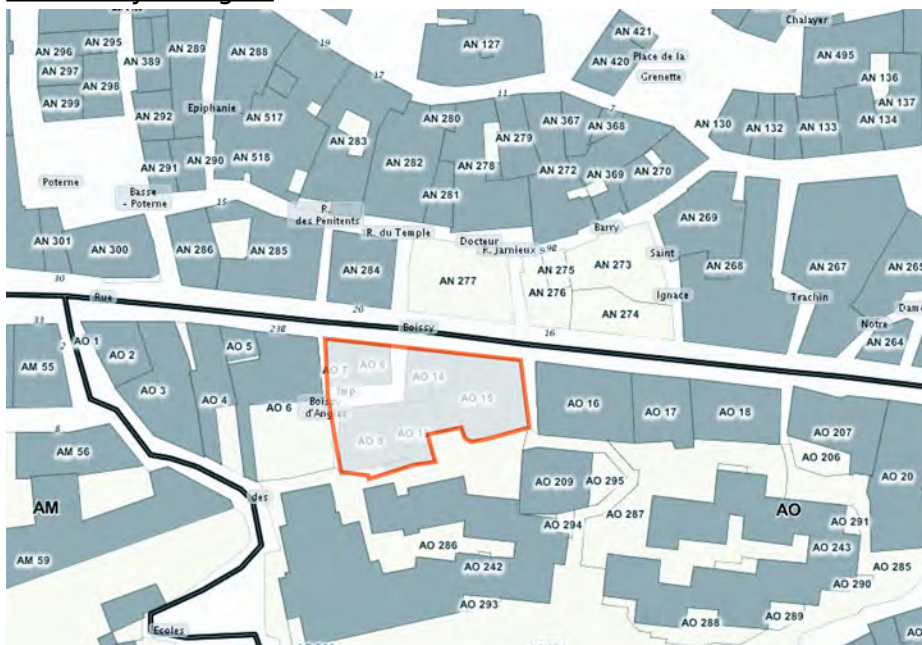 Chalayer
AN 421
AN 295
AN 296
AN 389
AN 289
AN 288
19
AN 127
AN 420
Place de la
Grenette
AN 495
AN 297
AN 298
17
AN 136
AN 299
Epiphanie
11
7
AN 137
AN 292
AN 517
AN 280
AN 367
AN 368
AN 130
AN 132
AN 133
AN 134
AN 283
AN 279
AN 291
AN 290
AN 518
AN 282
AN 278
AN 272
AN 369
AN 270
Poterne
Basse
- Poterne
15
AN 281
R.
des Penitents
AN 269
R. du Temple
Docteur
Barry
AN 301
AN 300
AN 286
AN 285
R. Jarnieux
Saint
AN 284
AN 277
AN 275
AN 273
AN 268
AN 267
AN 265
30
AN 276
Ignace
Trachin
Rue
20
AN 274
Notre
Dame
33
2
AO 1
230
Boissy
16
AN 264
AM 55
AO 2
AO 5
AO 7
AO 14
AO 3
AO 4
AO 6
Imp.
Boissy
d'Anglas
AO 15
AO 16
AO 17
AO 18
AO 207
AM 56
AO 206
AO 20
AO 209
AO 295
des
AM
AO 294
AO 287
AO
AO 291
AO 286
AO 243
AM 59
AO 242
AO 285
AO 290
AO 293
Ecoles
AO 288
AO 289
AO